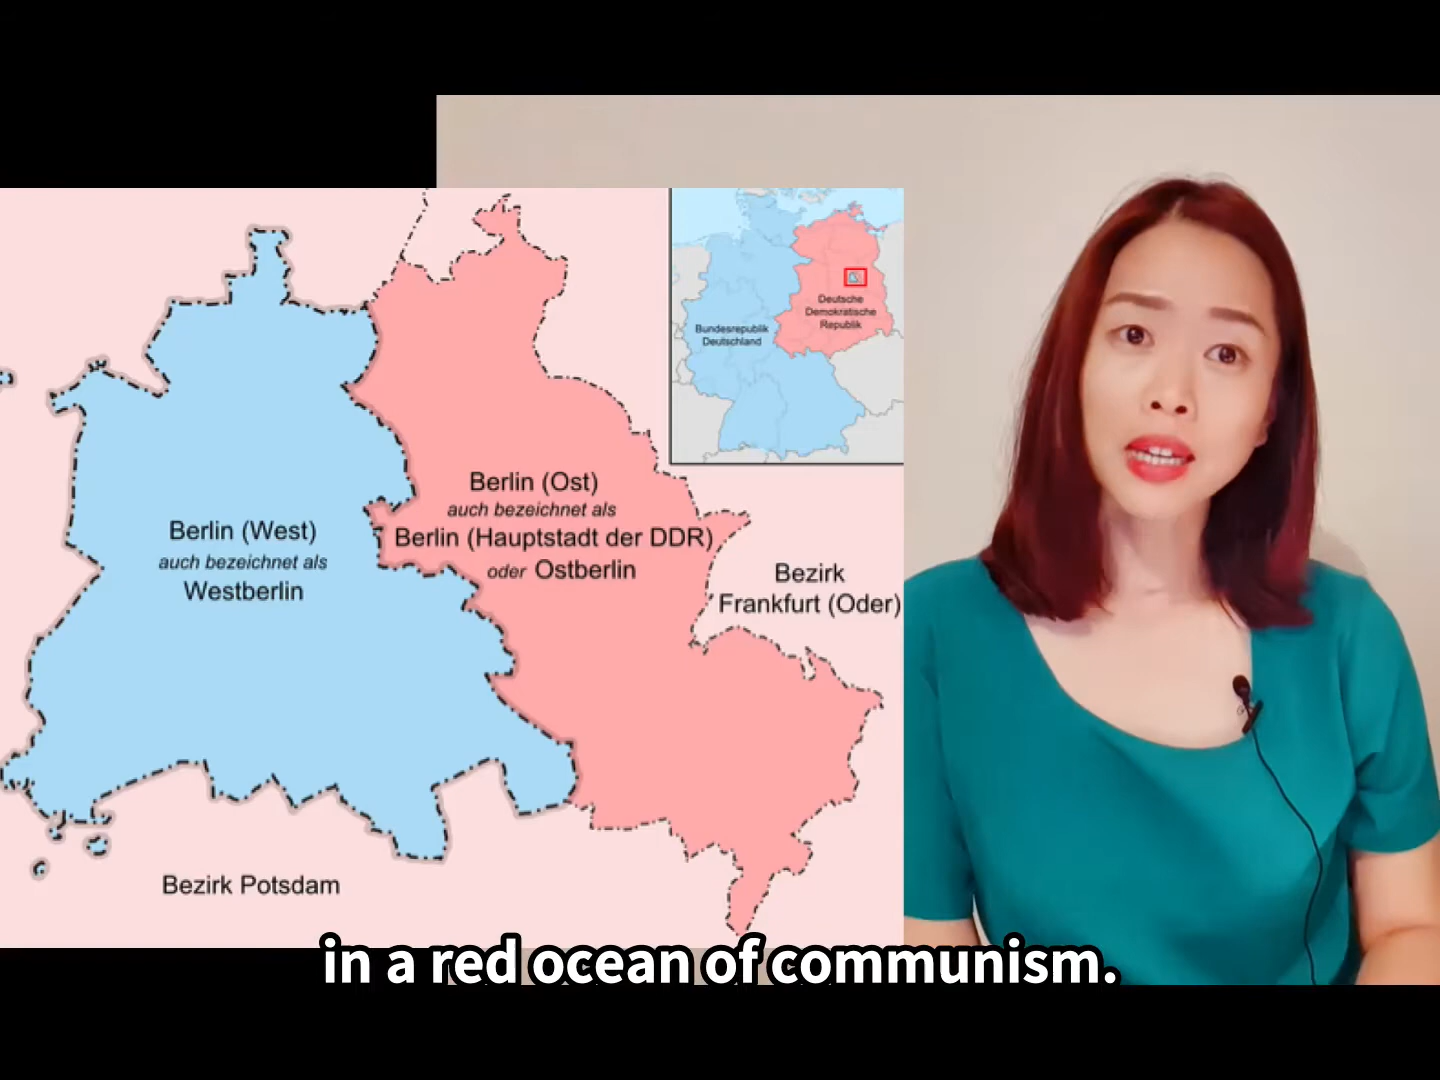 Bundesrepublik
Deutschland
Deutsche
Demokratische
Republik
Berlin (West)
auch bezeichnet als
Westberlin
Berlin (Ost)
auch bezeichnet als
Berlin (Hauptstadt der DDR)
oder Ostberlin
Bezirk
Frankfurt (Oder)
Bezirk Potsdam
in a red ocean of communism.